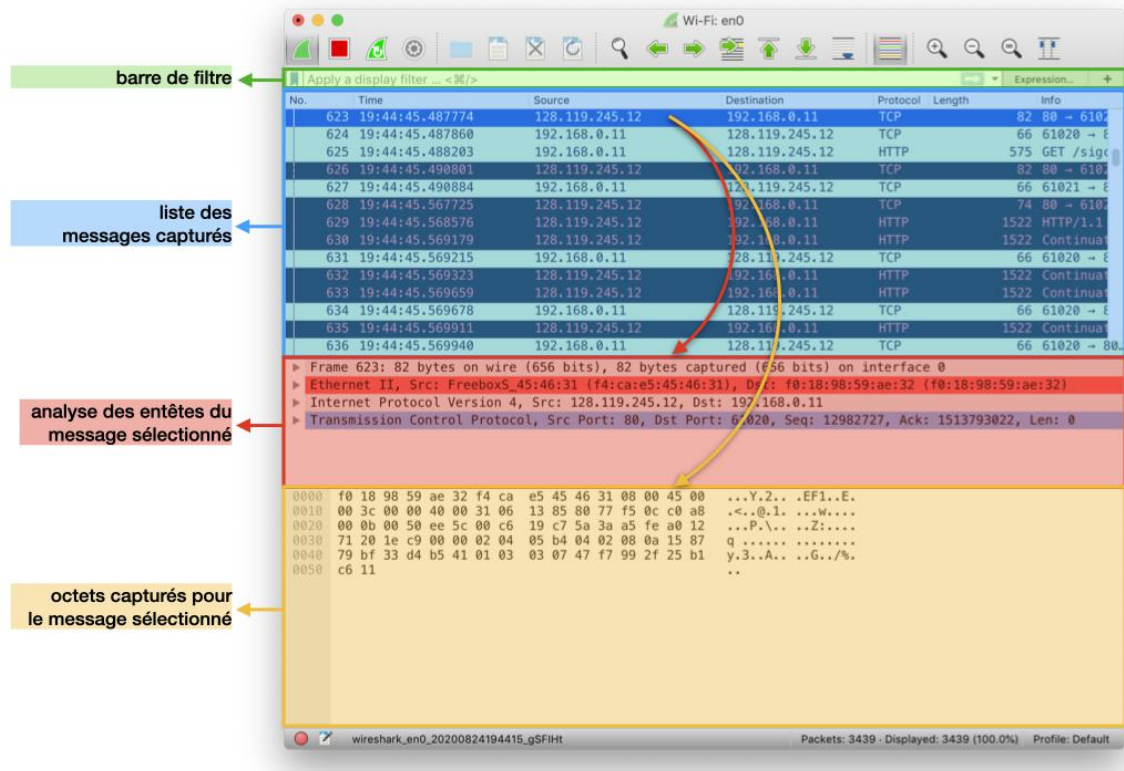 Wi-Fi: en0
barre de filtre
Apply a display filter ... <⌘/>
Expression...
+
No. Time Source Destination Protocol Length Info
623 19:44:45.487774 128.119.245.12 192.168.0.11 TCP 82 80 → 6102
624 19:44:45.487860 192.168.0.11 128.119.245.12 TCP 66 61020 → 8
625 19:44:45.488203 192.168.0.11 128.119.245.12 HTTP 575 GET /sigc
626 19:44:45.490801 128.119.245.12 192.168.0.11 TCP 82 80 → 6102
627 19:44:45.490884 192.168.0.11 128.119.245.12 TCP 66 61021 → 8
628 19:44:45.567725 128.119.245.12 192.168.0.11 TCP 74 80 → 6102
629 19:44:45.568576 128.119.245.12 192.168.0.11 HTTP 1522 HTTP/1.1
630 19:44:45.569179 128.119.245.12 192.168.0.11 HTTP 1522 Continuat
631 19:44:45.569215 192.168.0.11 128.119.245.12 TCP 66 61020 → 8
632 19:44:45.569323 128.119.245.12 192.168.0.11 HTTP 1522 Continuat
633 19:44:45.569659 128.119.245.12 192.168.0.11 HTTP 1522 Continuat
634 19:44:45.569678 192.168.0.11 128.119.245.12 TCP 66 61020 → 8
635 19:44:45.569911 128.119.245.12 192.168.0.11 HTTP 1522 Continuat
636 19:44:45.569940 192.168.0.11 128.119.245.12 TCP 66 61020 → 80…
liste des
messages capturés
Frame 623: 82 bytes on wire (656 bits), 82 bytes captured (656 bits) on interface 0
Ethernet II, Src: FreeboxS_45:46:31 (f4:ca:e5:45:46:31), Dst: f0:18:98:59:ae:32 (f0:18:98:59:ae:32)
Internet Protocol Version 4, Src: 128.119.245.12, Dst: 192.168.0.11
Transmission Control Protocol, Src Port: 80, Dst Port: 61020, Seq: 12982727, Ack: 1513793022, Len: 0
analyse des entêtes du
message sélectionné
0000 f0 18 98 59 ae 32 f4 ca e5 45 46 31 08 00 45 00 ...Y.2.. .EF1..E.
0010 00 3c 00 00 40 00 31 06 13 85 80 77 f5 0c c0 a8 .<..@.1. ...w....
0020 00 0b 00 50 ee 5c 00 c6 19 c7 5a 3a a5 fe a0 12 ...P.\.. ..Z:....
0030 71 20 1e c9 00 00 02 04 05 b4 04 02 08 0a 15 87 q ...... ........
0040 79 bf 33 d4 b5 41 01 03 03 07 47 f7 99 2f 25 b1 y.3..A.. ..G../%.
0050 c6 11 ..
octets capturés pour
le message sélectionné
wireshark_en0_20200824194415_gSFIHt
Packets: 3439 · Displayed: 3439 (100.0%)
Profile: Default